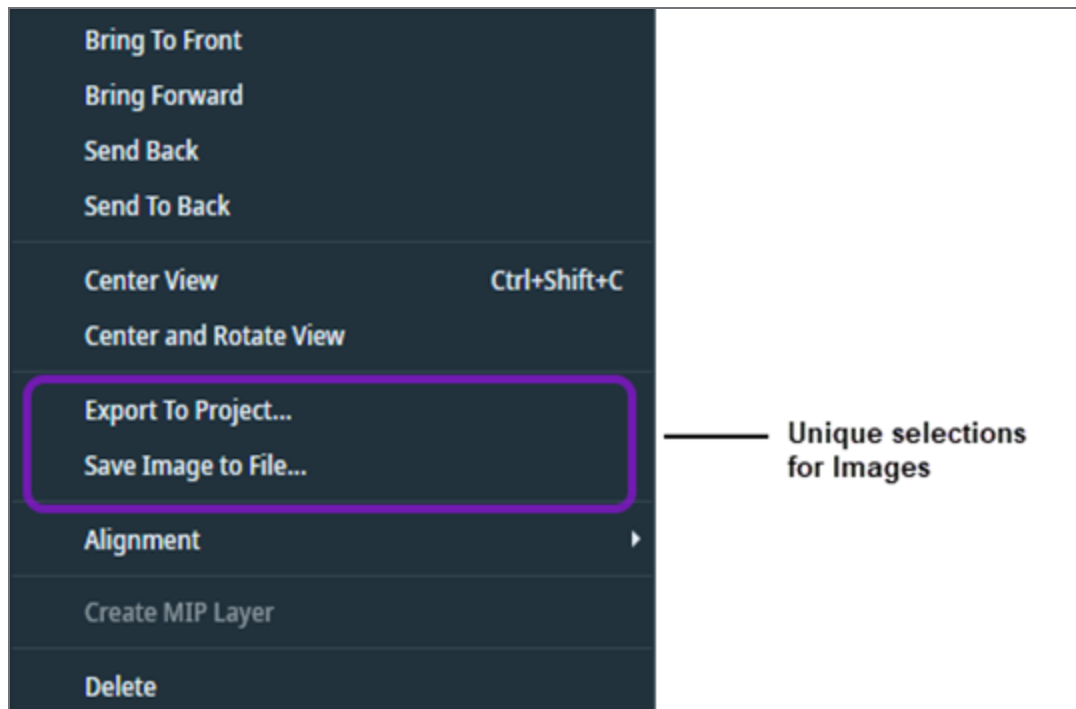 Bring To Front
Bring Forward
Send Back
Send To Back
Center View Ctrl+Shift+C
Center and Rotate View
Export To Project...
Save Image to File...
Unique selections
for Images
Alignment
Create MIP Layer
Delete